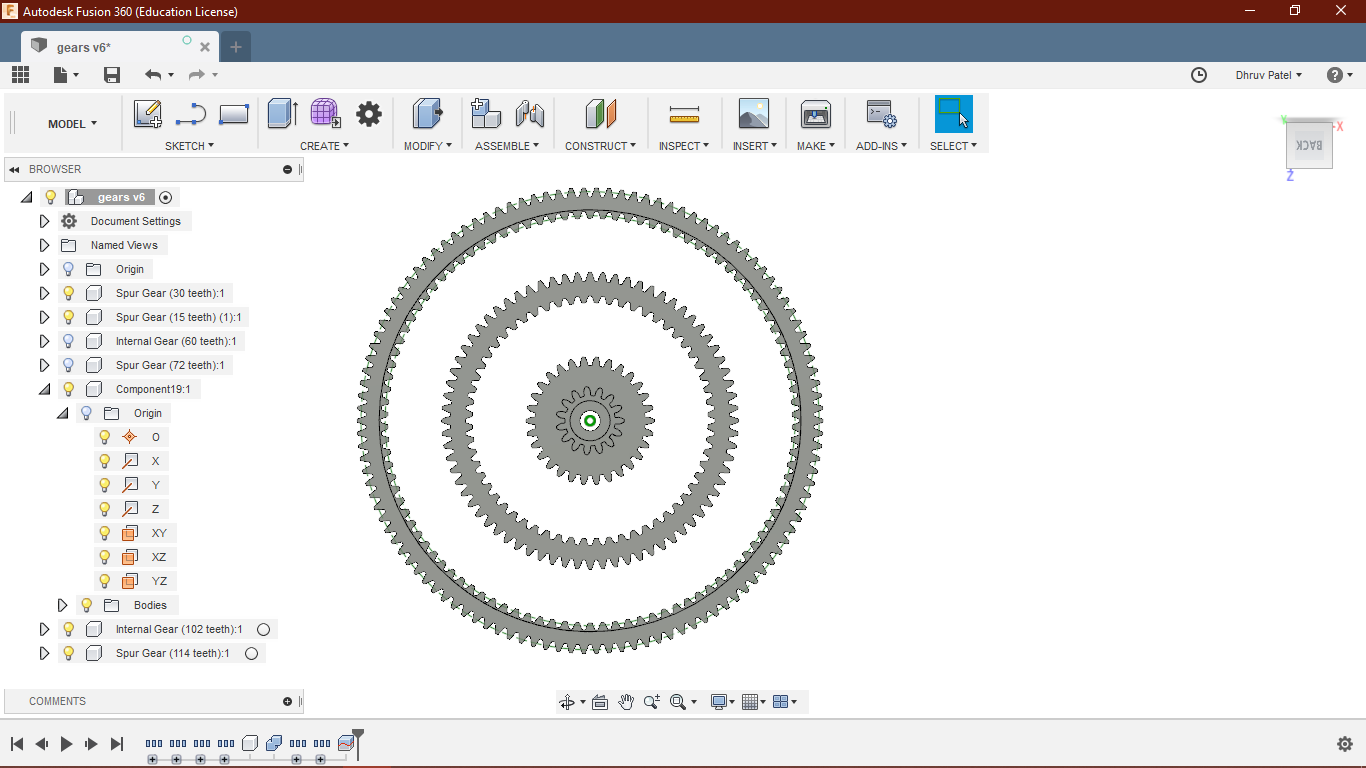 Autodesk Fusion 360 (Education License)
gears v6*
Dhruv Patel
MODEL
SKETCH
CREATE
MODIFY
ASSEMBLE
CONSTRUCT
INSPECT
INSERT
MAKE
ADD-INS
SELECT
BROWSER
Y
X
BACK
Z
gears v6
Document Settings
Named Views
Origin
Spur Gear (30 teeth):1
Spur Gear (15 teeth) (1):1
Internal Gear (60 teeth):1
Spur Gear (72 teeth):1
Component19:1
Origin
O
X
Y
Z
XY
XZ
YZ
Bodies
Internal Gear (102 teeth):1
Spur Gear (114 teeth):1
COMMENTS